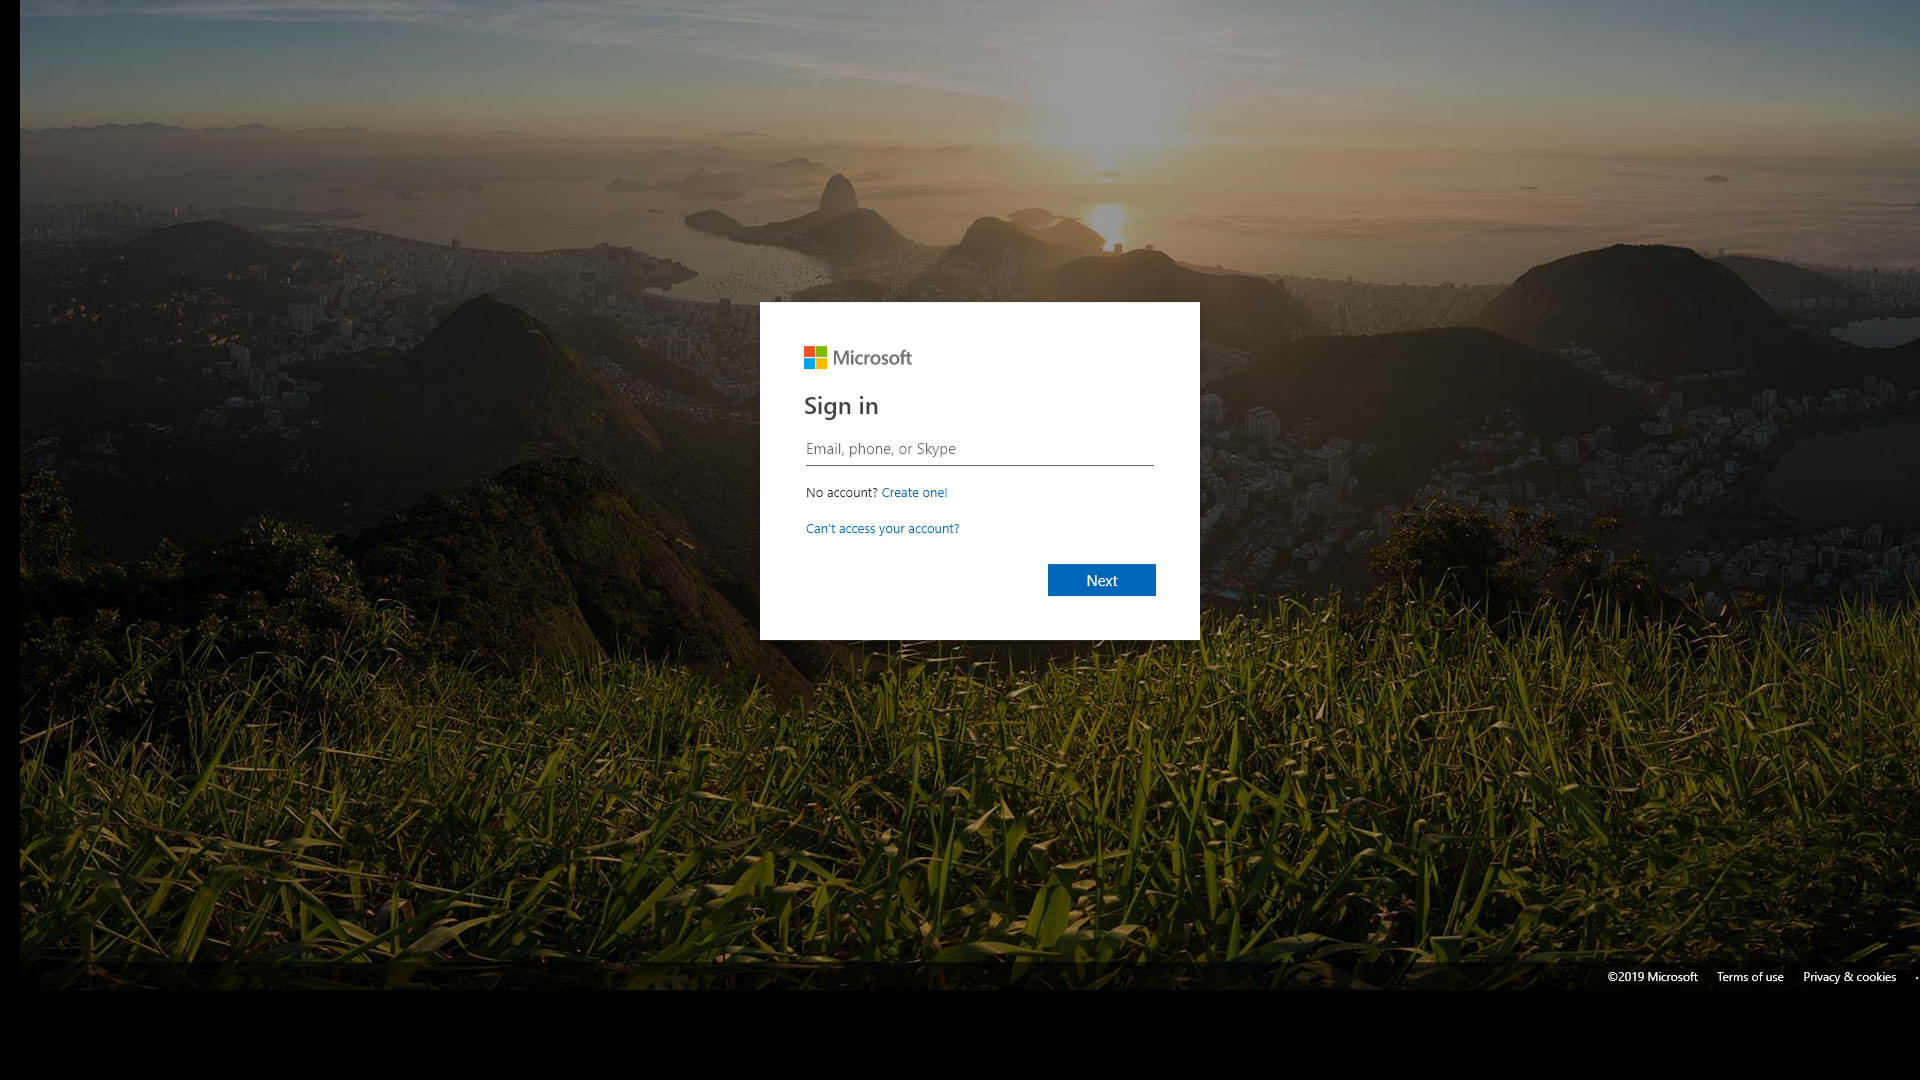 Microsoft
Sign in
Email, phone, or Skype
No account? Create one!
Can't access your account?
Next
©2019 Microsoft Terms of use Privacy & cookies